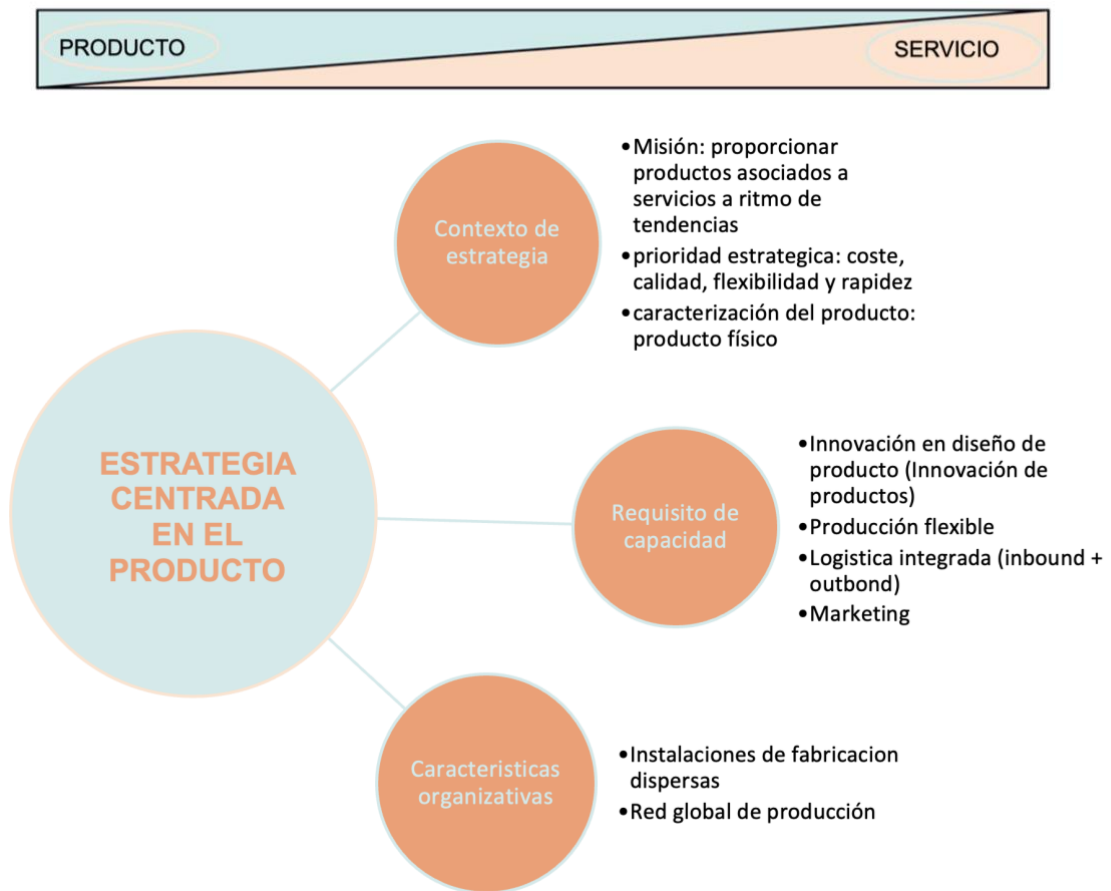 PRODUCTO
SERVICIO
Contexto de
estrategia
•Misión: proporcionar
productos asociados a
servicios a ritmo de
tendencias
•prioridad estrategica: coste,
calidad, flexibilidad y rapidez
•caracterización del producto:
producto físico
ESTRATEGIA
CENTRADA
EN EL
PRODUCTO
Requisito de
capacidad
•Innovación en diseño de
producto (Innovación de
productos)
•Producción flexible
•Logistica integrada (inbound +
outbond)
•Marketing
Caracteristicas
organizativas
•Instalaciones de fabricacion
dispersas
•Red global de producción